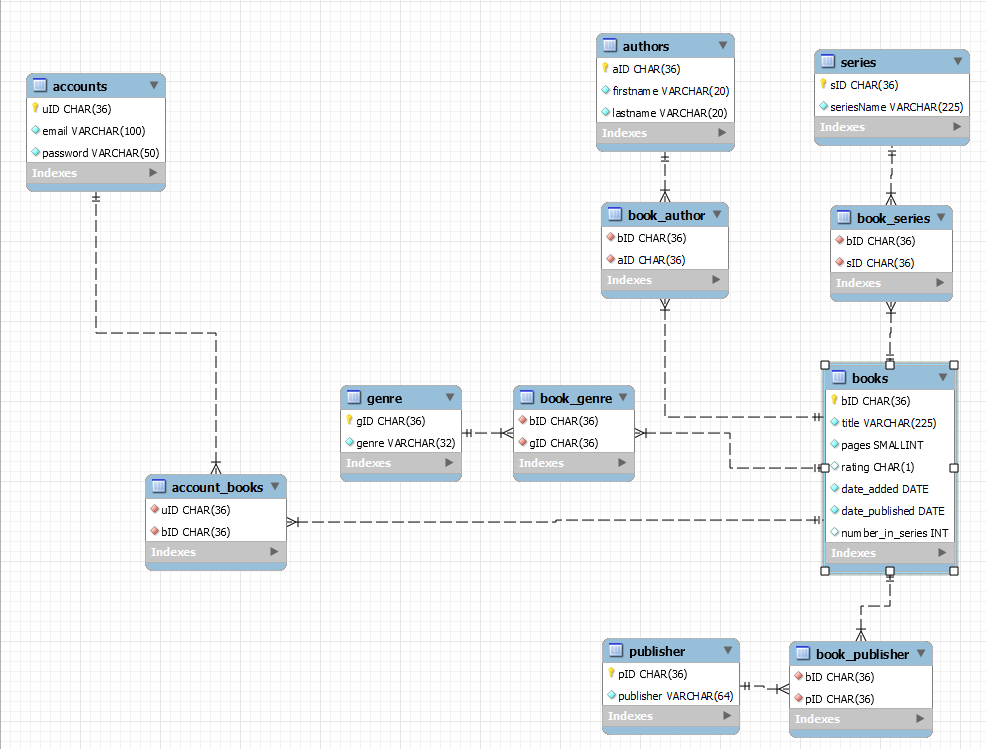 accounts
uID CHAR(36)
email VARCHAR(100)
password VARCHAR(50)
Indexes
authors
aID CHAR(36)
firstname VARCHAR(20)
lastname VARCHAR(20)
Indexes
series
sID CHAR(36)
seriesName VARCHAR(225)
Indexes
book_author
bID CHAR(36)
aID CHAR(36)
Indexes
book_series
bID CHAR(36)
sID CHAR(36)
Indexes
genre
gID CHAR(36)
genre VARCHAR(32)
Indexes
book_genre
bID CHAR(36)
gID CHAR(36)
Indexes
books
bID CHAR(36)
title VARCHAR(225)
pages SMALLINT
rating CHAR(1)
date_added DATE
date_published DATE
number_in_series INT
Indexes
account_books
uID CHAR(36)
bID CHAR(36)
Indexes
publisher
pID CHAR(36)
publisher VARCHAR(64)
Indexes
book_publisher
bID CHAR(36)
pID CHAR(36)
Indexes